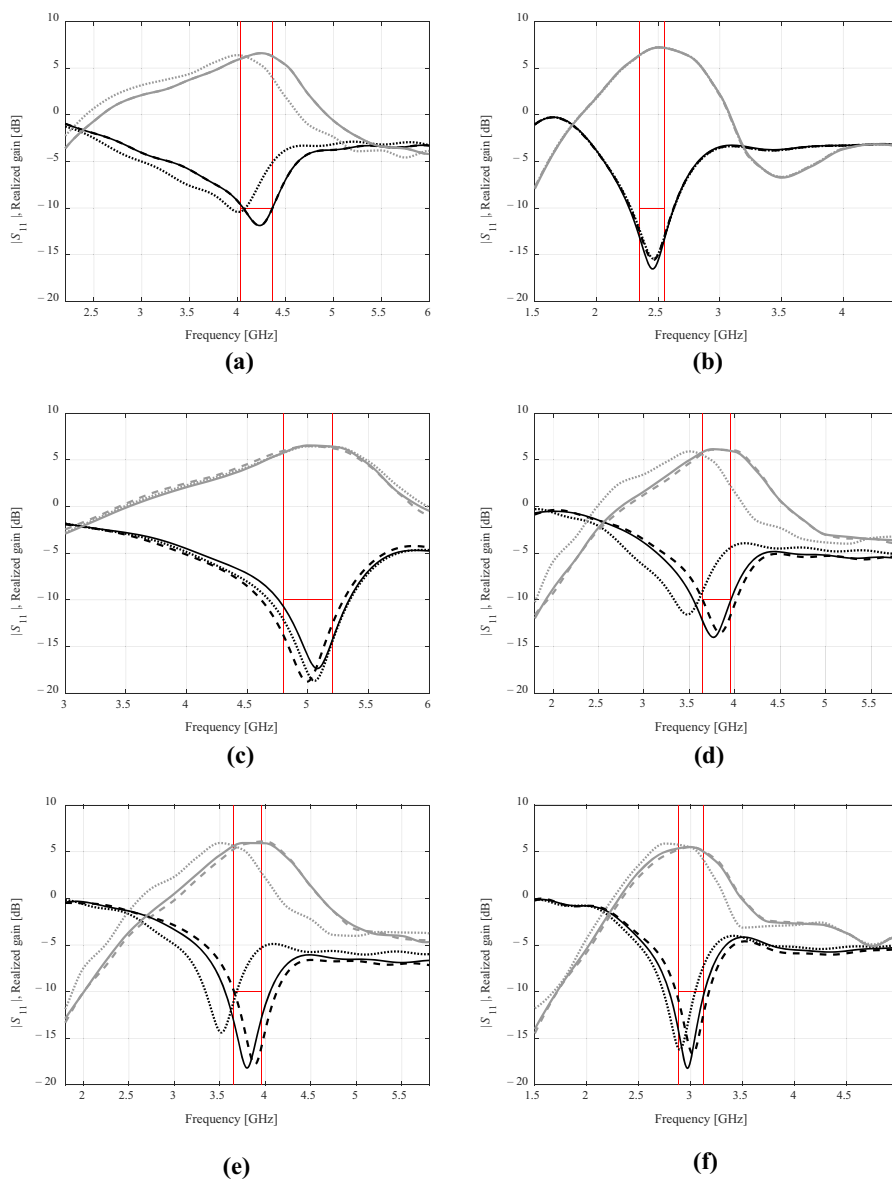 10
5
0
−5
−10
−15
−20
|S11|, Realized gain [dB]
2.5 3 3.5 4 4.5 5 5.5 6
Frequency [GHz]
(a)
10
5
0
−5
−10
-15
−20
|S11|, Realized gain [dB]
1.5 2 2.5 3 3.5 4
Frequency [GHz]
(b)
10
5
0
−5
−10
−15
−20
|S11|, Realized gain [dB]
3 3.5 4 4.5 5 5.5 6
Frequency [GHz]
(c)
10
5
0
−5
−10
−15
−20
|S11|, Realized gain [dB]
2 2.5 3 3.5 4 4.5 5 5.5
Frequency [GHz]
(d)
10
5
0
−5
−10
−15
−20
|S11|, Realized gain [dB]
2 2.5 3 3.5 4 4.5 5 5.5
Frequency [GHz]
(e)
10
5
0
−5
−10
−15
−20
|S11|, Realized gain [dB]
1.5 2 2.5 3 3.5 4 4.5
Frequency [GHz]
(f)